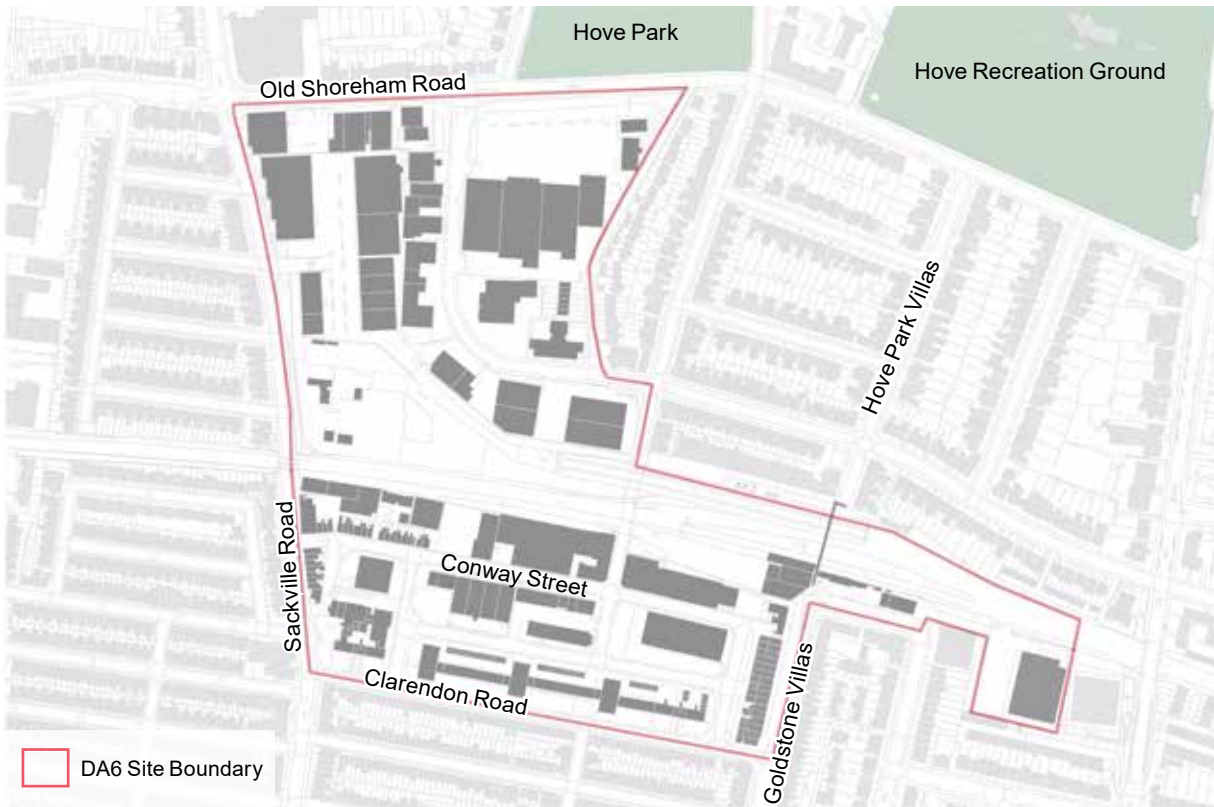 Hove Park
Hove Recreation Ground
Old Shoreham Road
Hove Park Villas
Sackville Road
Conway Street
Clarendon Road
Goldstone Villas
DA6 Site Boundary